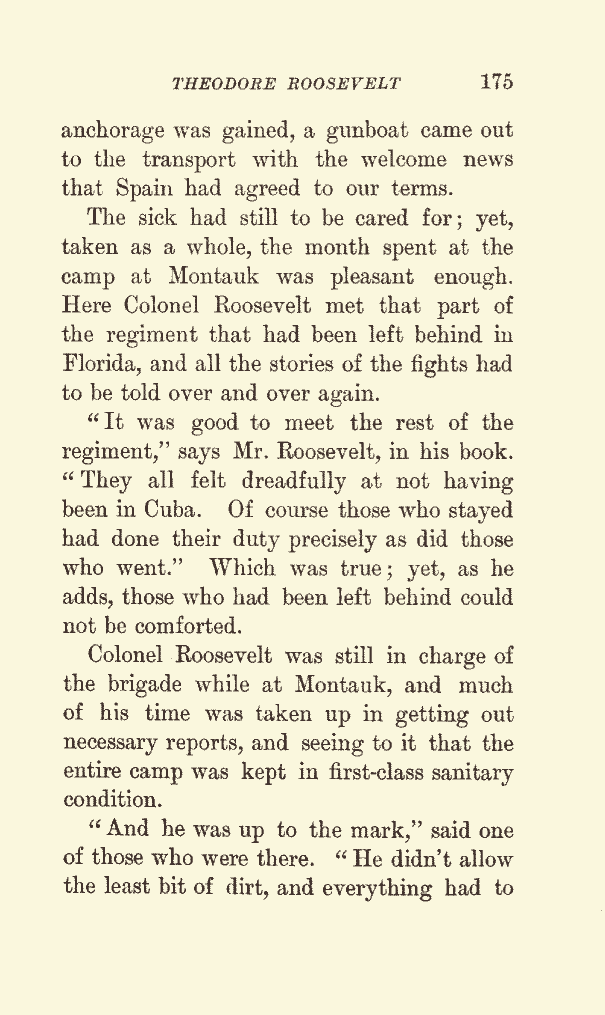 THEODORE ROOSEVELT 175
anchorage was gained, a gunboat came out
to the transport with the welcome news
that Spain had agreed to our terms.
The sick had still to be cared for; yet,
taken as a whole, the month spent at the
camp at Montauk was pleasant enough.
Here Colonel Roosevelt met that part of
the regiment that had been left behind in
Florida, and all the stories of the fights had
to be told over and over again.
“It was good to meet the rest of the
regiment,” says Mr. Roosevelt, in his book.
“They all felt dreadfully at not having
been in Cuba. Of course those who stayed
had done their duty precisely as did those
who went.” Which was true; yet, as he
adds, those who had been left behind could
not be comforted.
Colonel Roosevelt was still in charge of
the brigade while at Montauk, and much
of his time was taken up in getting out
necessary reports, and seeing to it that the
entire camp was kept in first-class sanitary
condition.
“And he was up to the mark,” said one
of those who were there. “He didn’t allow
the least bit of dirt, and everything had to